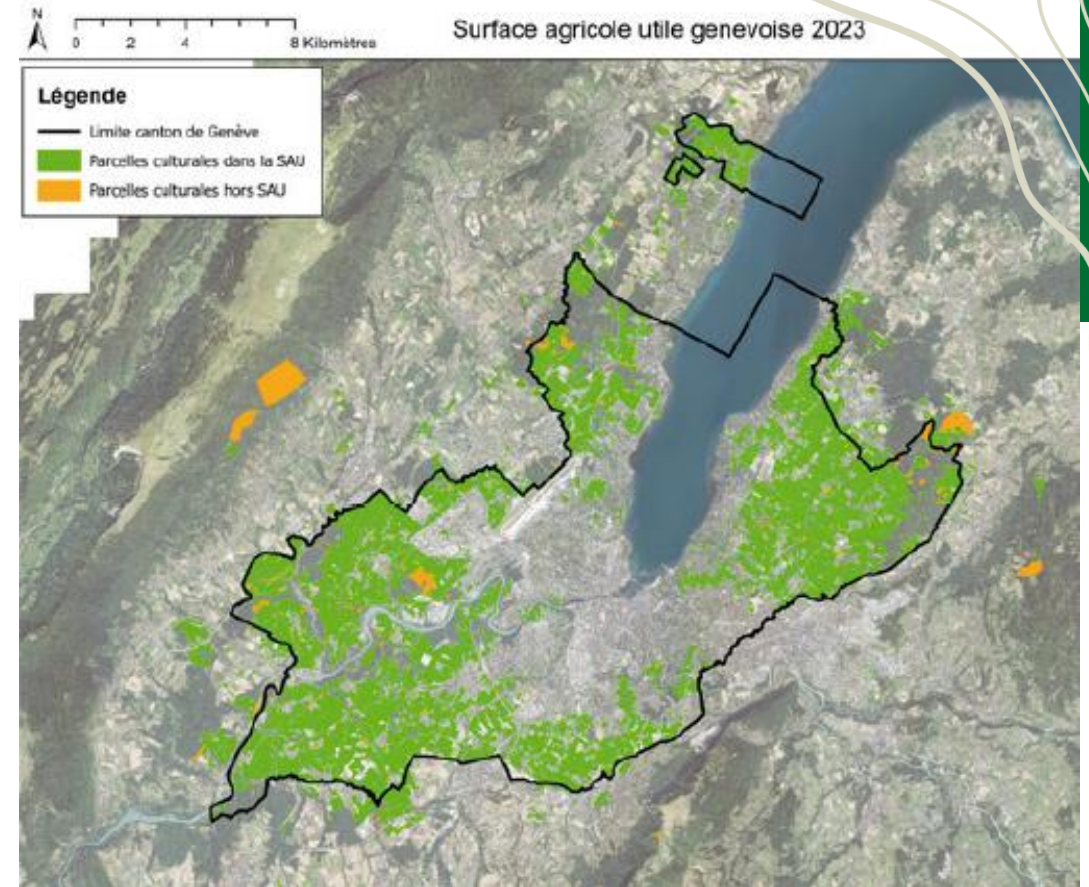 N
0 2 4 8 Kilomètres
Surface agricole utile genevoise 2023
Légende
Limite canton de Genève
Parcelles culturales dans la SAU
Parcelles culturales hors SAU